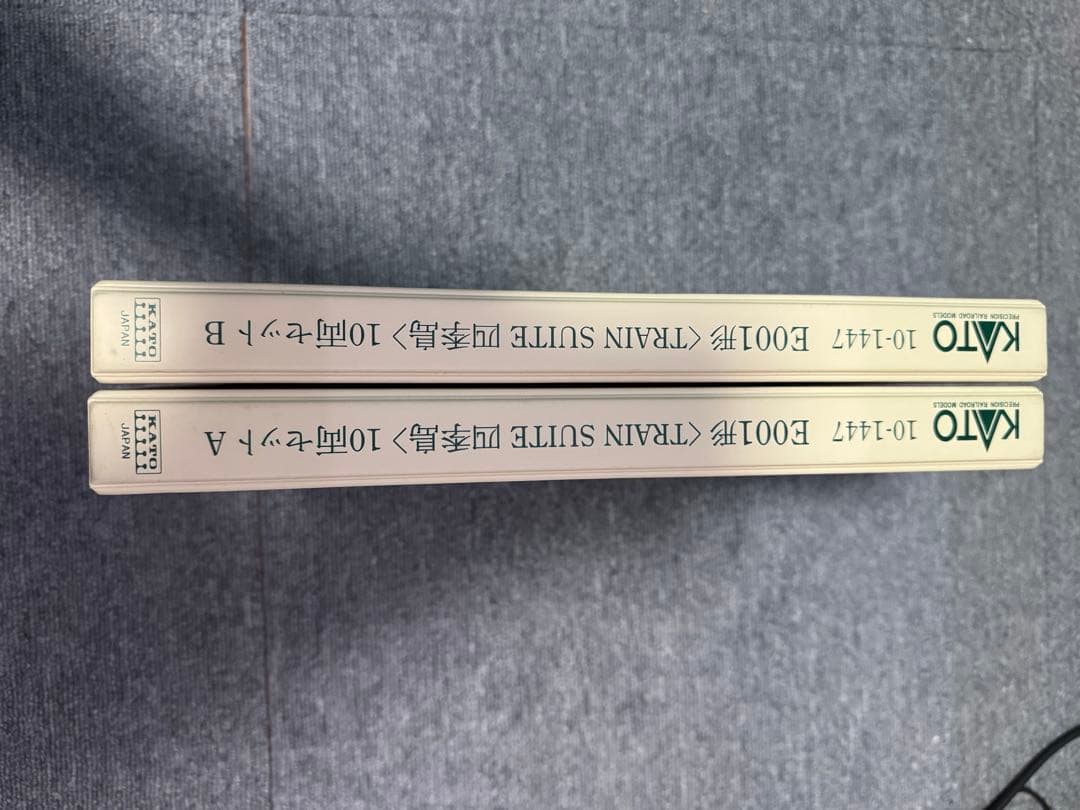 KATO
PRECISION RAILROAD MODELS
10-1447 E001形〈TRAIN SUITE 四季島〉10両セット A
KATO
JAPAN
KATO
PRECISION RAILROAD MODELS
10-1447 E001形〈TRAIN SUITE 四季島〉10両セット B
KATO
JAPAN